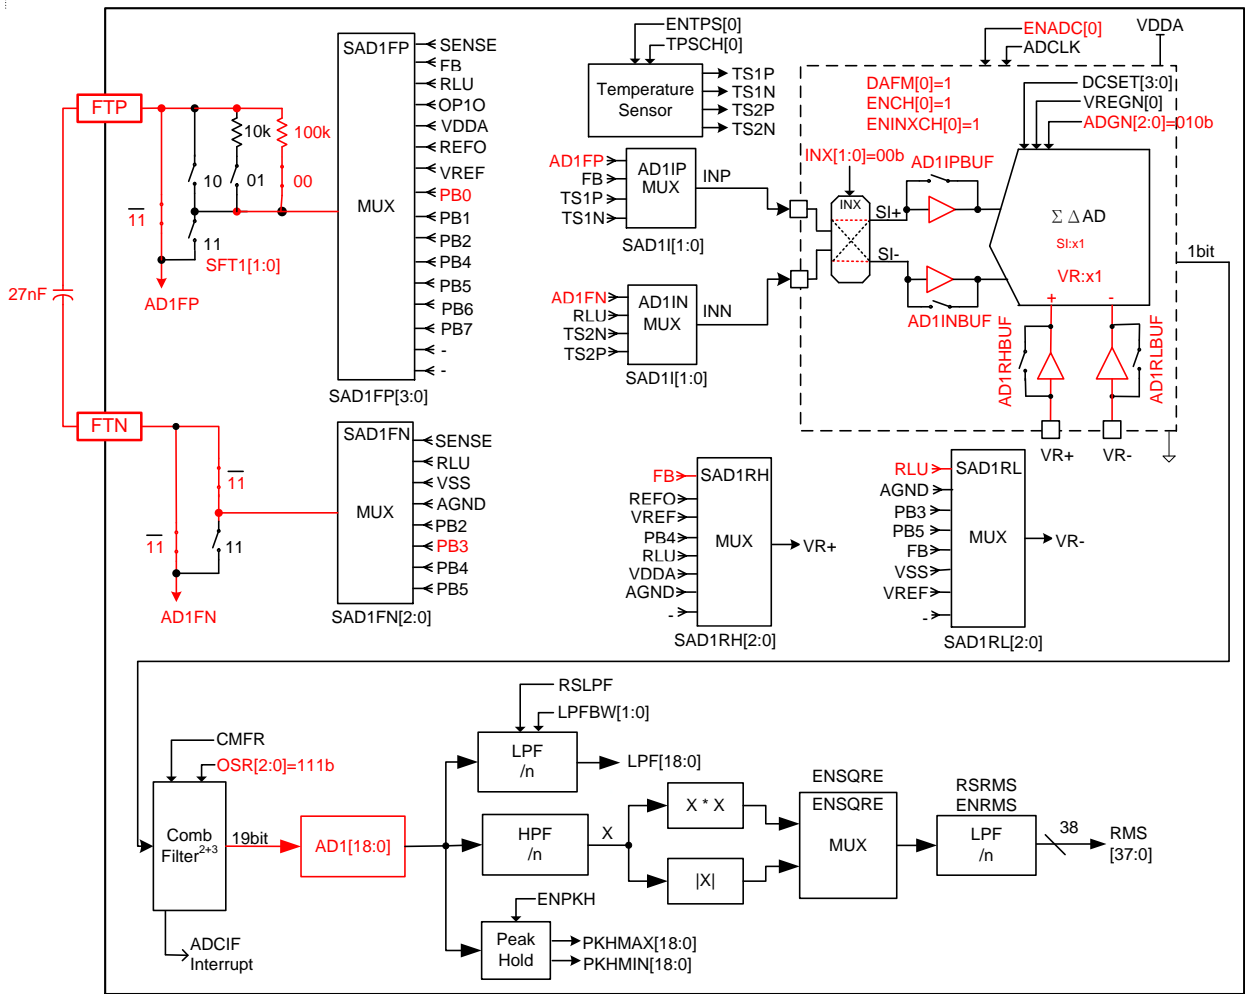 FTP
10k
100k
10
01
00
11
11
SFT1[1:0]
AD1FP
27nF
FTN
11
11
11
AD1FN
SAD1FP
MUX
SENSE
FB
RLU
OP1O
VDDA
REFO
VREF
PB0
PB1
PB2
PB4
PB5
PB6
PB7
-
-
SAD1FP[3:0]
SAD1FN
MUX
SENSE
RLU
VSS
AGND
PB2
PB3
PB4
PB5
SAD1FN[2:0]
ENTPS[0]
TPSCH[0]
Temperature
Sensor
TS1P
TS1N
TS2P
TS2N
AD1FP
FB
TS1P
TS1N
AD1IP
MUX
INP
SAD1I[1:0]
AD1FN
RLU
TS2N
TS2P
AD1IN
MUX
INN
SAD1I[1:0]
ENADC[0]
ADCLK
VDDA
DAFM[0]=1
ENCH[0]=1
ENINXCH[0]=1
DCSET[3:0]
VREGN[0]
ADGN[2:0]=010b
INX[1:0]=00b
INX
AD1IPBUF
SI+
SI-
AD1INBUF
Σ ΔAD
SI:x1
VR:x1
+
-
1bit
AD1RHBUF
AD1RLBUF
VR+
VR-
FB
REFO
VREF
PB4
RLU
VDDA
AGND
-
SAD1RH
MUX
VR+
SAD1RH[2:0]
RLU
AGND
PB3
PB5
FB
VSS
VREF
-
SAD1RL
MUX
VR-
SAD1RL[2:0]
CMFR
OSR[2:0]=111b
Comb
Filter2+3
19bit
AD1[18:0]
ADCIF
Interrupt
RSLPF
LPFBW[1:0]
LPF
/n
LPF[18:0]
HPF
/n
X
X * X
|X|
ENPKH
Peak
Hold
PKHMAX[18:0]
PKHMIN[18:0]
ENSQRE
ENSQRE
MUX
RSRMS
ENRMS
LPF
/n
38
RMS
[37:0]